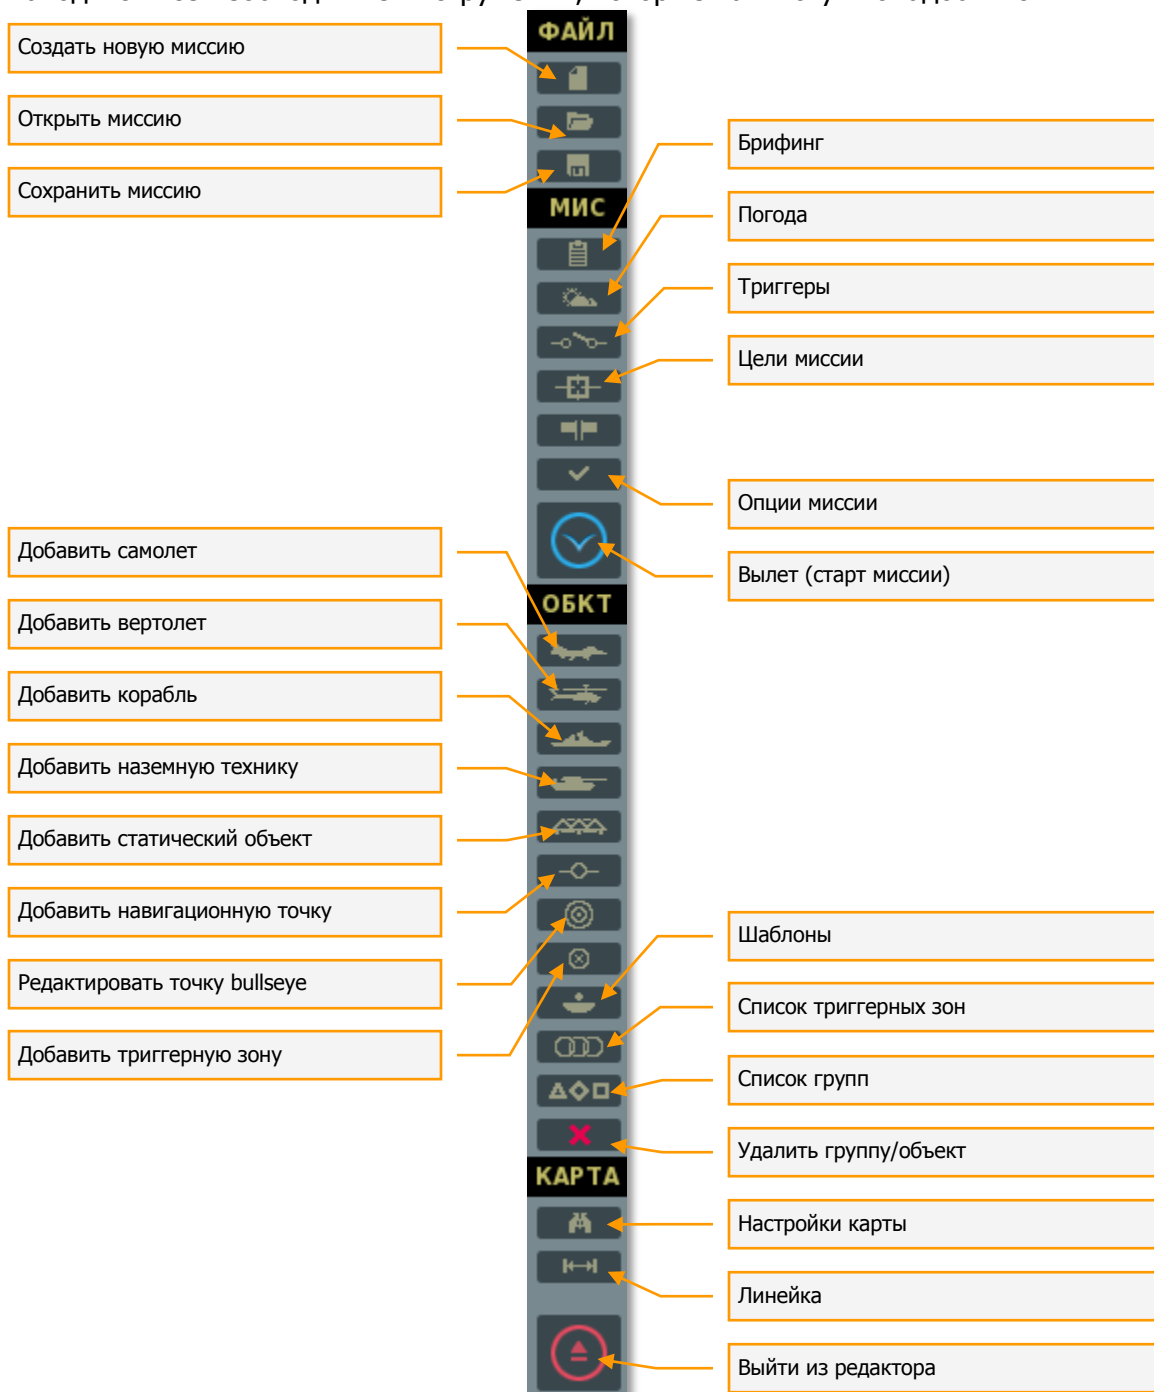 ФАЙЛ
Создать новую миссию
Открыть миссию
Сохранить миссию
Брифинг
МИС
Погода
Триггеры
Цели миссии
Опции миссии
Вылет (старт миссии)
Добавить самолет
ОБКТ
Добавить вертолет
Добавить корабль
Добавить наземную технику
Добавить статический объект
Добавить навигационную точку
Редактировать точку bullseye
Добавить триггерную зону
Шаблоны
Список триггерных зон
Список групп
Удалить группу/объект
КАРТА
Настройки карты
Линейка
Выйти из редактора